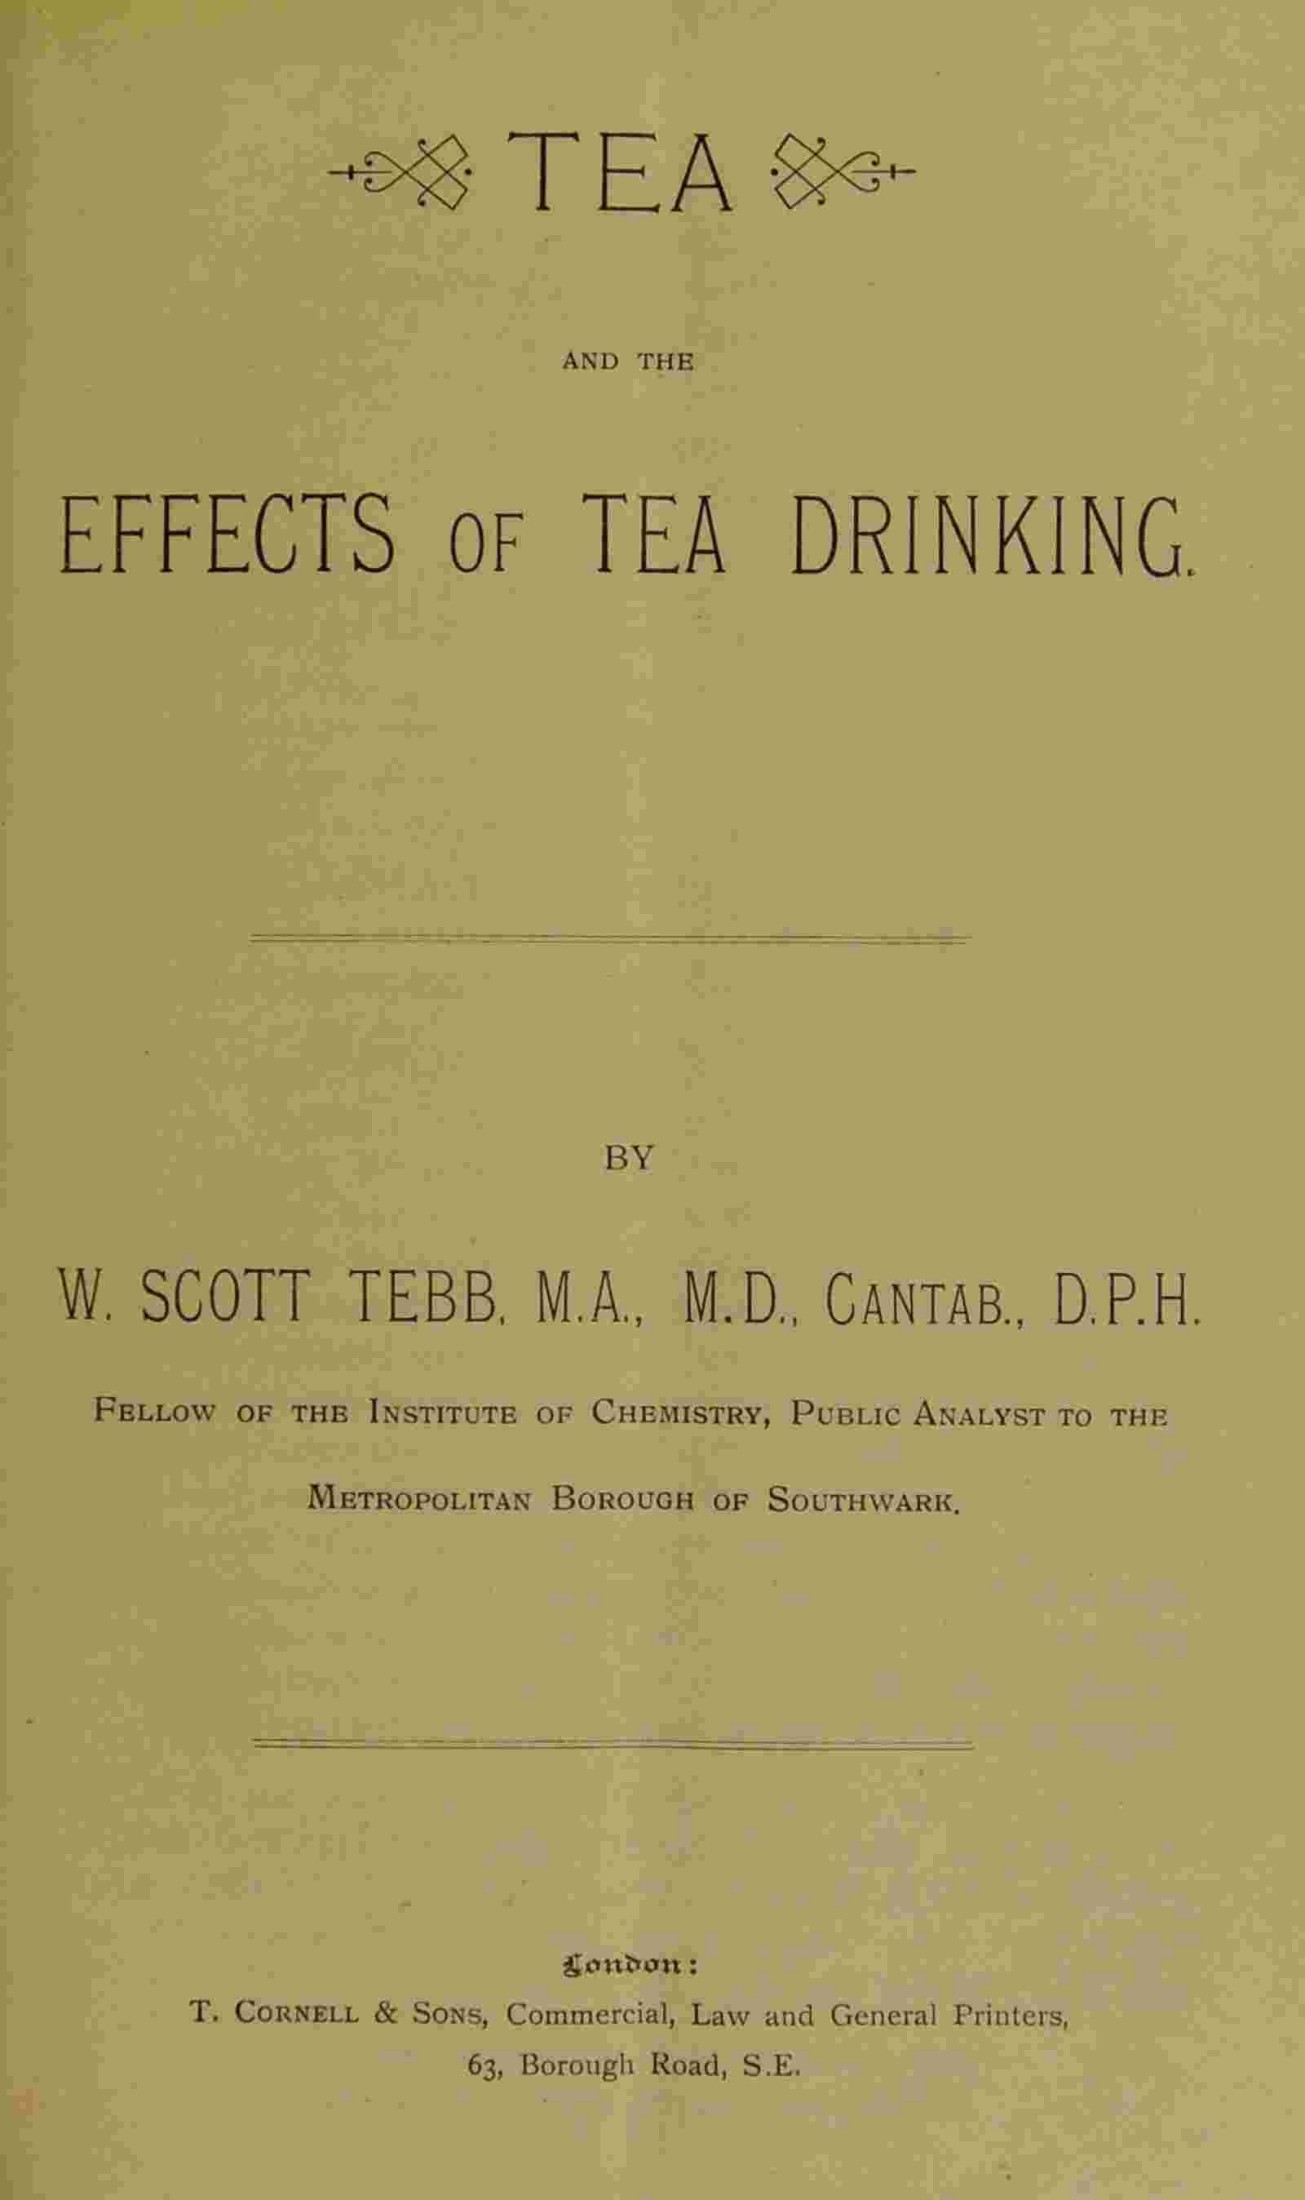 TEA
AND THE
EFFECTS OF TEA DRINKING.
BY
W. SCOTT TEBB, M.A., M.D., CANTAB., D.P.H.
FELLOW OF THE INSTITUTE OF CHEMISTRY, PUBLIC ANALYST TO THE
METROPOLITAN BOROUGH OF SOUTHWARK.
London:
T. CORNELL & SONS, Commercial, Law and General Printers,
63, Borough Road, S.E.